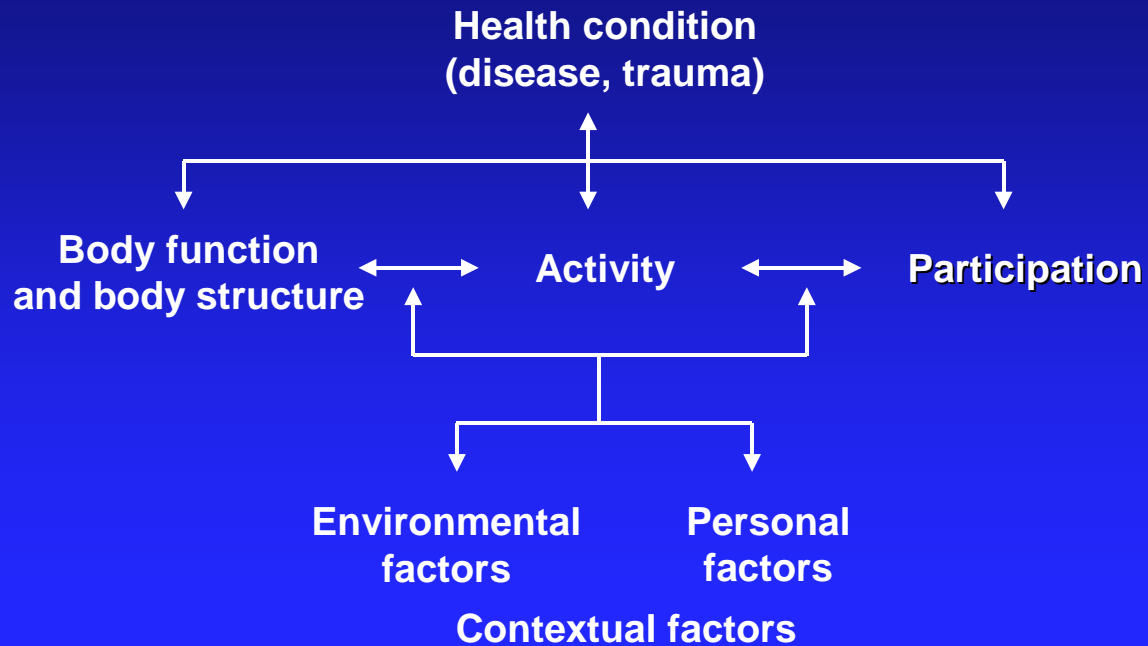 Health condition
(disease, trauma)
Body function
and body structure
Activity
Participation
Environmental
factors
Personal
factors
Contextual factors